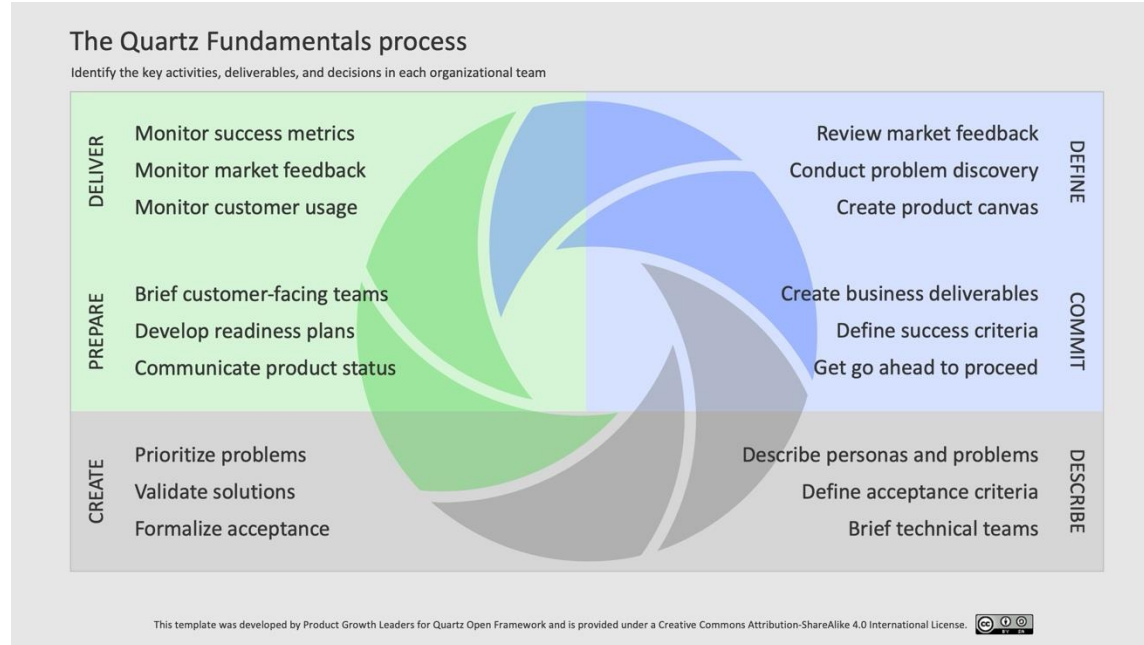 The Quartz Fundamentals process
Identify the key activities, deliverables, and decisions in each organizational team
DELIVER
Monitor success metrics
Monitor market feedback
Monitor customer usage
DEFINE
Review market feedback
Conduct problem discovery
Create product canvas
PREPARE
Brief customer-facing teams
Develop readiness plans
Communicate product status
COMMIT
Create business deliverables
Define success criteria
Get go ahead to proceed
CREATE
Prioritize problems
Validate solutions
Formalize acceptance
DESCRIBE
Describe personas and problems
Define acceptance criteria
Brief technical teams
This template was developed by Product Growth Leaders for Quartz Open Framework and is provided under a Creative Commons Attribution-ShareAlike 4.0 International License.
cc
BY SA